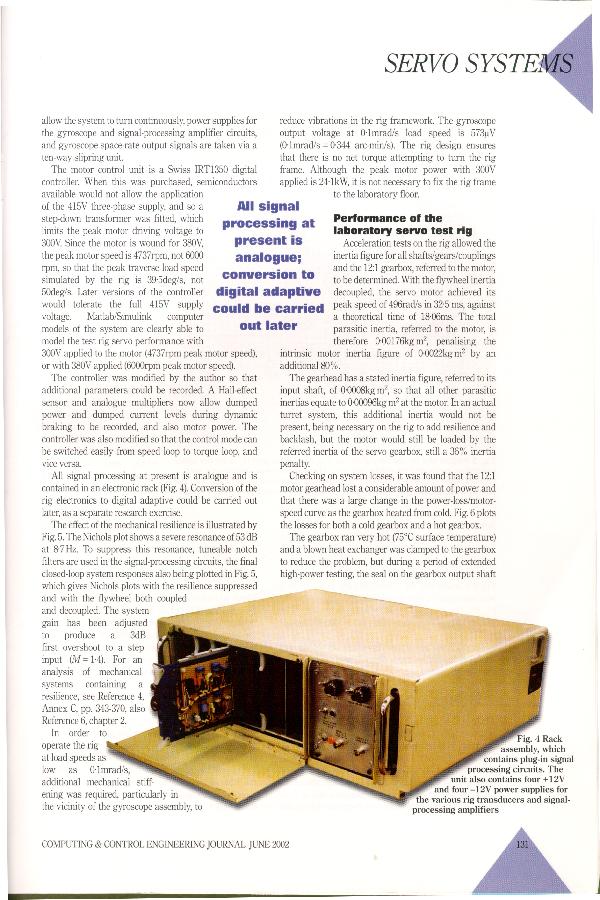 SERVO SYSTEMS
allow the system to turn continuously, power supplies for
the gyroscope and signal-processing amplifier circuits,
and gyroscope space rate output signals are taken via a
ten-way slipring unit.
The motor control unit is a Swiss IRT1350 digital
controller. When this was purchased, semiconductors
available would not allow the application
of the 415V three-phase supply, and so a
step-down transformer was fitted, which
limits the peak motor driving voltage to
300V. Since the motor is wound for 380V,
the peak motor speed is 4737rpm, not 6000
rpm, so that the peak traverse load speed
simulated by the rig is 39·5deg/s, not
50deg/s. Later versions of the controller
would tolerate the full 415V supply
voltage. Matlab/Simulink computer
models of the system are clearly able to
model the test rig servo performance with
300V applied to the motor (4737rpm peak motor speed),
or with 380V applied (6000rpm peak motor speed).
The controller was modified by the author so that
additional parameters could be recorded. A Hall-effect
sensor and analogue multipliers now allow dumped
power and dumped current levels during dynamic
braking to be recorded, and also motor power. The
controller was also modified so that the control mode can
be switched easily from speed loop to torque loop, and
vice versa.
All signal processing at present is analogue and is
contained in an electronic rack (Fig. 4). Conversion of the
rig electronics to digital adaptive could be carried out
later, as a separate research exercise.
The effect of the mechanical resilience is illustrated by
Fig. 5. The Nichols plot shows a severe resonance of 53 dB
at 8·7 Hz. To suppress this resonance, tuneable notch
filters are used in the signal-processing circuits, the final
closed-loop system responses also being plotted in Fig. 5,
which gives Nichols plots with the resilience suppressed
and with the flywheel both coupled
and decoupled. The system
gain has been adjusted
to produce a 3dB
first overshoot to a step
input (M = 1·4). For an
analysis of mechanical
systems containing a
resilience, see Reference 4,
Annex C, pp. 343-370, also
Reference 6, chapter 2.
In order to
operate the rig
at load speeds as
low as 0·1mrad/s,
additional mechanical stiff-
ening was required, particularly in
the vicinity of the gyroscope assembly, to
All signal
processing at
present is
analogue;
conversion to
digital adaptive
could be carried
out later
reduce vibrations in the rig framework. The gyroscope
output voltage at 0·1mrad/s load speed is 573µV
(0·1mrad/s = 0·344 arc-min/s). The rig design ensures
that there is no net torque attempting to turn the rig
frame. Although the peak motor power with 300V
applied is 24·1kW, it is not necessary to fix the rig frame
to the laboratory floor.
Performance of the
laboratory servo test rig
Acceleration tests on the rig allowed the
inertia figure for all shafts/gears/couplings
and the 12:1 gearbox, referred to the motor,
to be determined. With the flywheel inertia
decoupled, the servo motor achieved its
peak speed of 496rad/s in 32·5 ms, against
a theoretical time of 18·06ms. The total
parasitic inertia, referred to the motor, is
therefore 0·00176kg m², penalising the
intrinsic motor inertia figure of 0·0022kg m² by an
additional 80%.
The gearhead has a stated inertia figure, referred to its
input shaft, of 0·0008kg m², so that all other parasitic
inertias equate to 0·00096kg m² at the motor. In an actual
turret system, this additional inertia would not be
present, being necessary on the rig to add resilience and
backlash, but the motor would still be loaded by the
referred inertia of the servo gearbox, still a 36% inertia
penalty.
Checking on system losses, it was found that the 12:1
motor gearhead lost a considerable amount of power and
that there was a large change in the power-loss/motor-
speed curve as the gearbox heated from cold. Fig. 6 plots
the losses for both a cold gearbox and a hot gearbox.
The gearbox ran very hot (75°C surface temperature)
and a blown heat exchanger was clamped to the gearbox
to reduce the problem, but during a period of extended
high-power testing, the seal on the gearbox output shaft
Fig. 4 Rack
assembly, which
contains plug-in signal
processing circuits. The
unit also contains four +12V
and four –12V power supplies for
the various rig transducers and signal-
processing amplifiers
COMPUTING & CONTROL ENGINEERING JOURNAL JUNE 2002
131